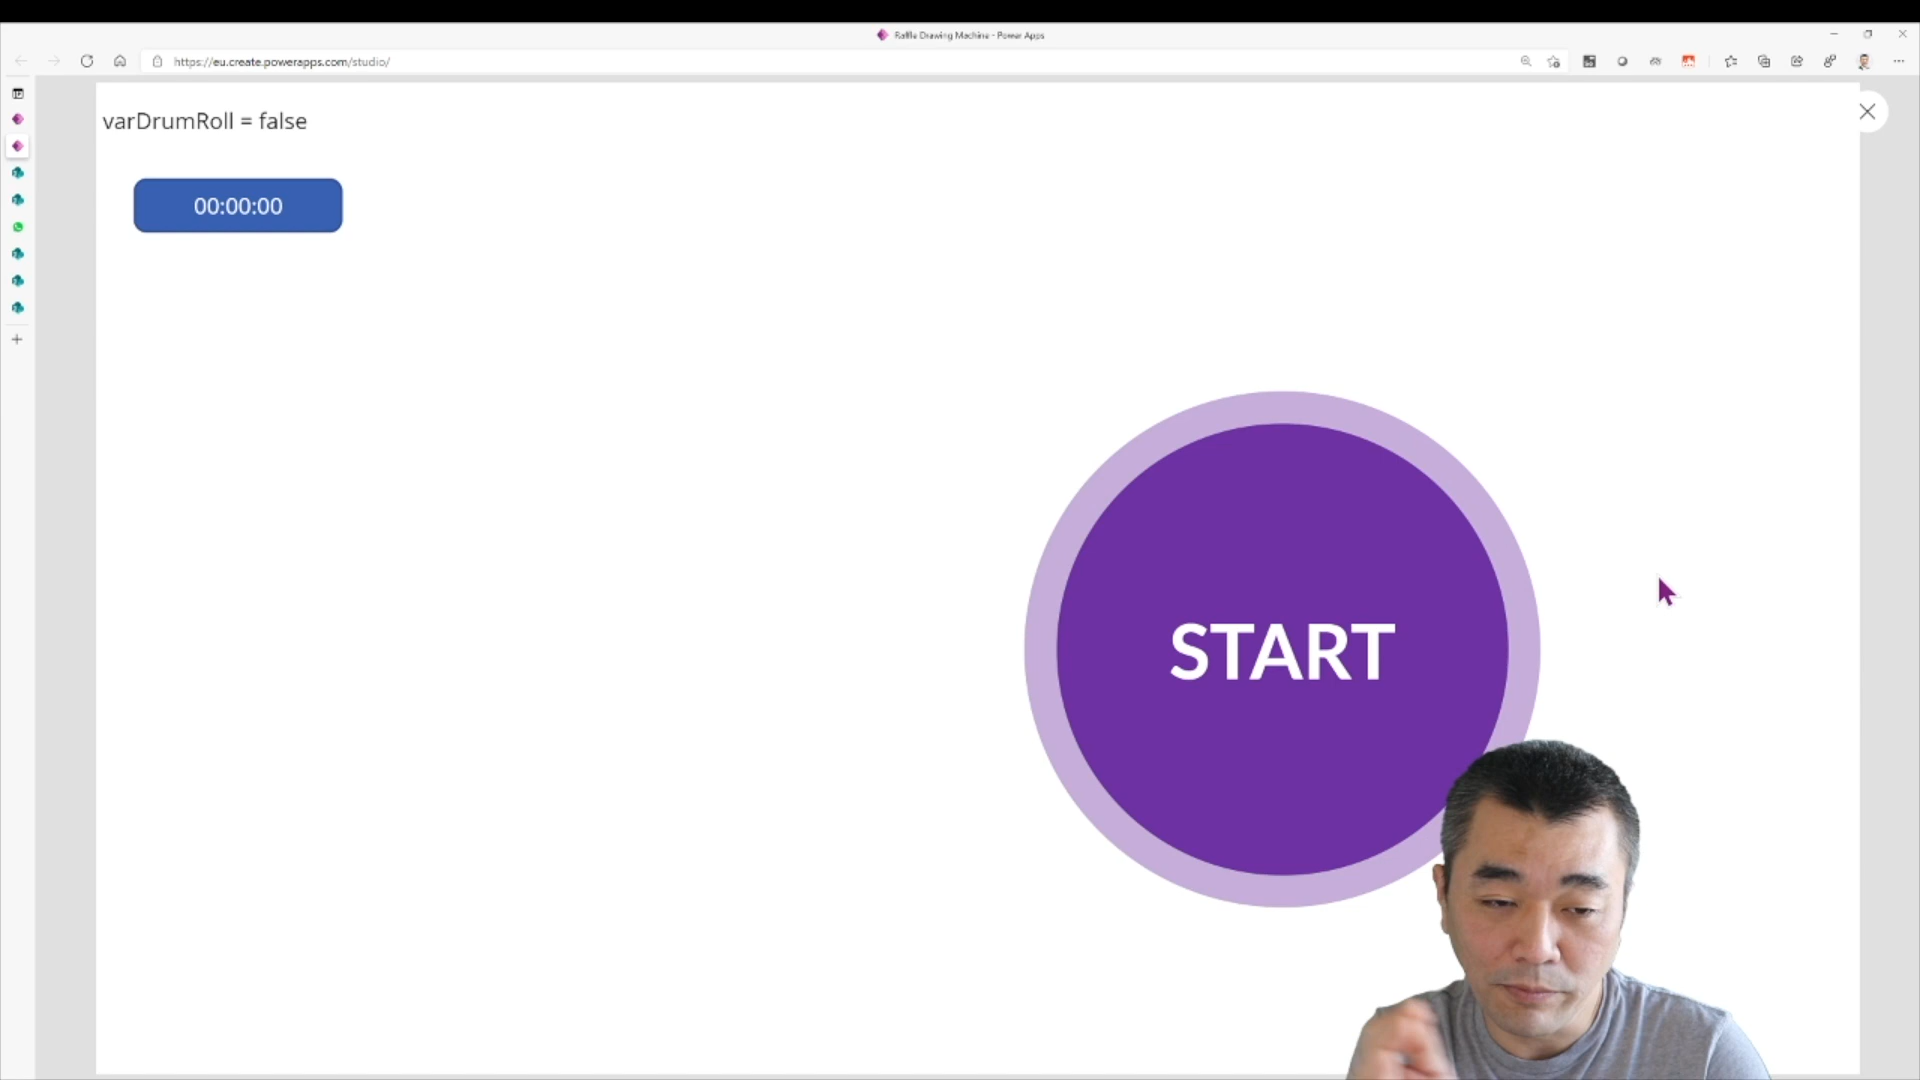 Raffle Drawing Machine - Power Apps
https://eu.create.powerapps.com/studio/
varDrumRoll = false
00:00:00
START